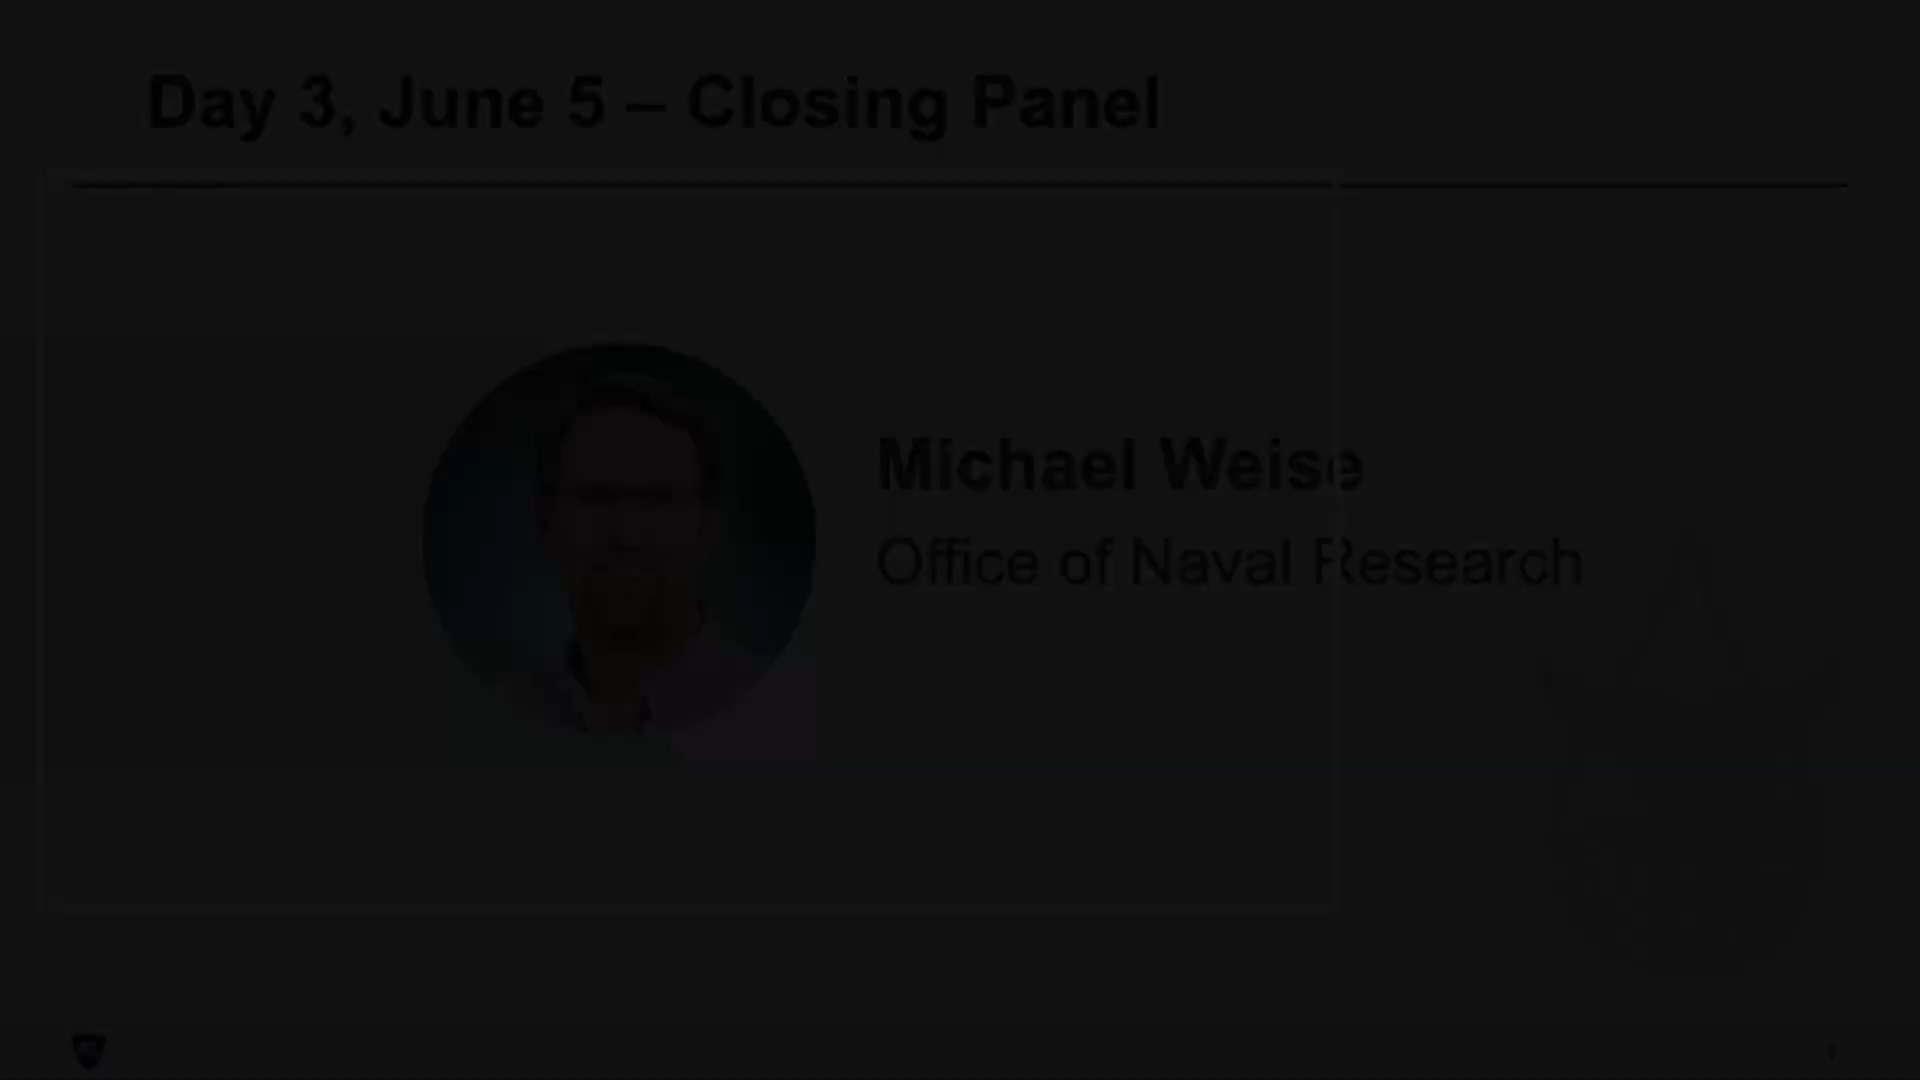 Day 3, June 5 – Closing Panel
Michael Weise
Office of Naval Research